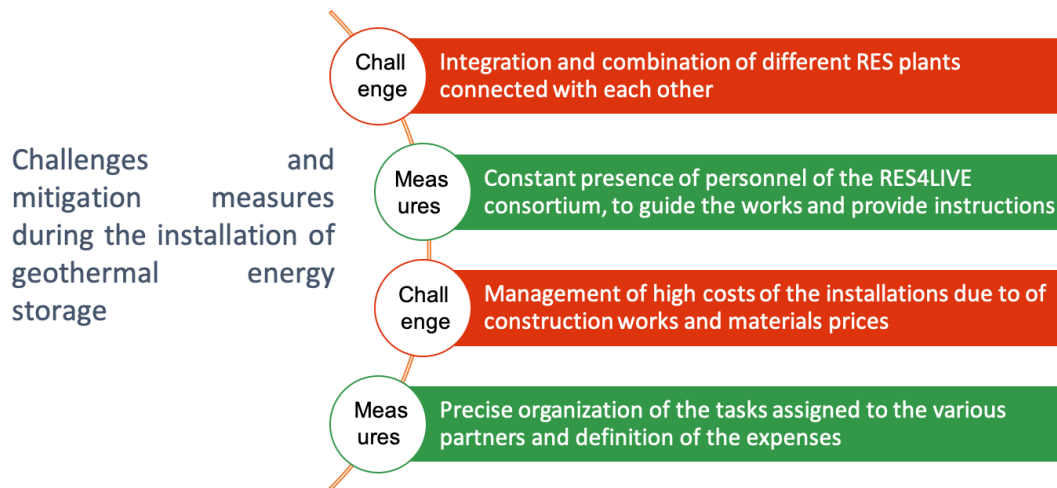 Challenges and
mitigation measures
during the installation of
geothermal energy
storage
Chall
enge
Integration and combination of different RES plants
connected with each other
Meas
ures
Constant presence of personnel of the RES4LIVE
consortium, to guide the works and provide instructions
Chall
enge
Management of high costs of the installations due to of
construction works and materials prices
Meas
ures
Precise organization of the tasks assigned to the various
partners and definition of the expenses